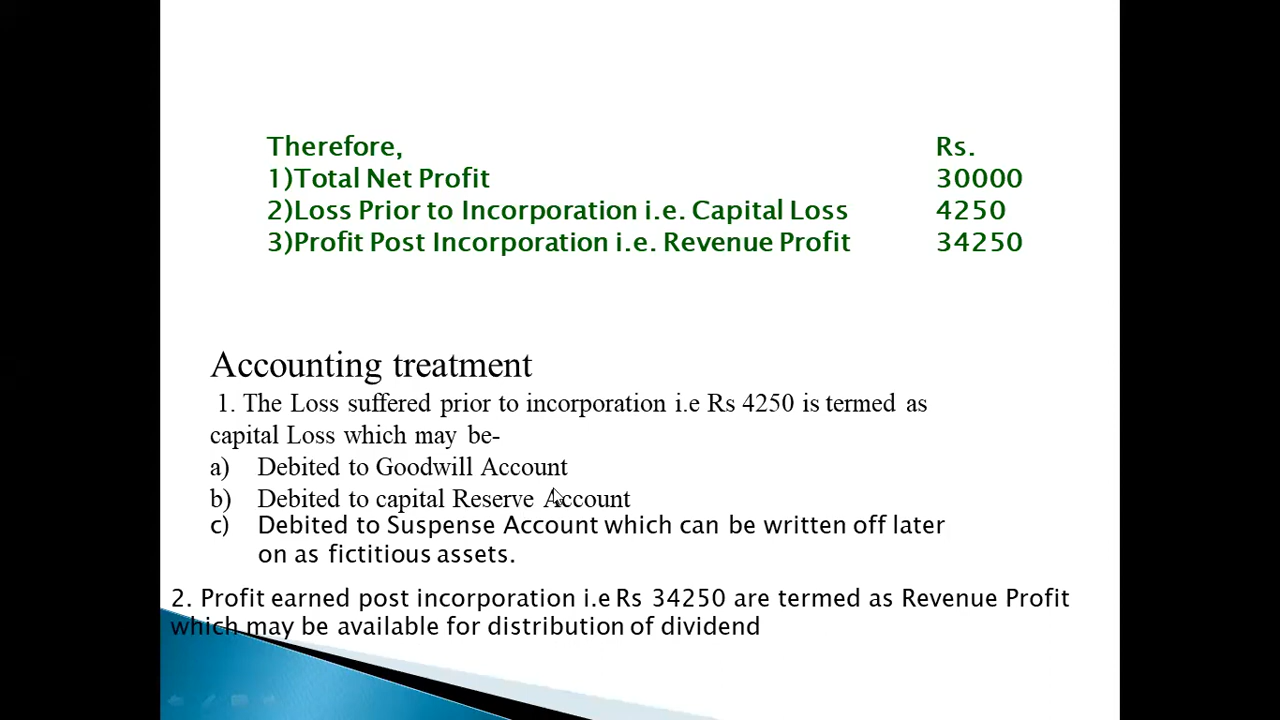 Therefore, Rs.
1)Total Net Profit 30000
2)Loss Prior to Incorporation i.e. Capital Loss 4250
3)Profit Post Incorporation i.e. Revenue Profit 34250
Accounting treatment
1. The Loss suffered prior to incorporation i.e Rs 4250 is termed as
capital Loss which may be-
a) Debited to Goodwill Account
b) Debited to capital Reserve Account
c) Debited to Suspense Account which can be written off later
on as fictitious assets.
2. Profit earned post incorporation i.e Rs 34250 are termed as Revenue Profit
which may be available for distribution of dividend